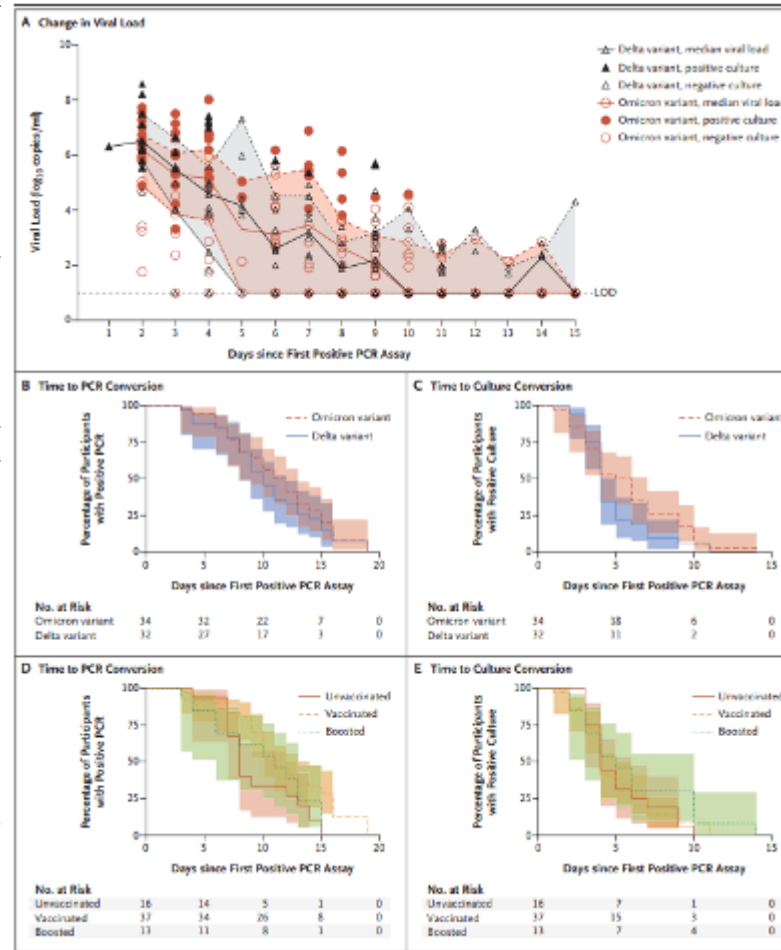 A Change in Viral Load
10
8
6
4
2
0
Viral Load (log10 copies/ml)
LOD
1 2 3 4 5 6 7 8 9 10 11 12 13 14 15
Days since First Positive PCR Assay
Delta variant, median viral load
Delta variant, positive culture
Delta variant, negative culture
Omicron variant, median viral loa
Omicron variant, positive culture
Omicron variant, negative culture
B Time to PCR Conversion
100
75
50
25
0
Percentage of Participants
with Positive PCR
Omicron variant
Delta variant
0 5 10 15 20
Days since First Positive PCR Assay
No. at Risk
Omicron variant 34 32 22 7 0
Delta variant 32 27 17 3 0
C Time to Culture Conversion
100
75
50
25
0
Percentage of Participants
with Positive Culture
Omicron variant
Delta variant
0 5 10 15
Days since First Positive PCR Assay
No. at Risk
Omicron variant 34 18 6 0
Delta variant 32 11 2 0
D Time to PCR Conversion
100
75
50
25
0
Percentage of Participants
with Positive PCR
Unvaccinated
Vaccinated
Boosted
0 5 10 15 20
Days since First Positive PCR Assay
No. at Risk
Unvaccinated 16 14 5 1 0
Vaccinated 37 34 26 8 0
Boosted 13 11 8 1 0
E Time to Culture Conversion
100
75
50
25
0
Percentage of Participants
with Positive Culture
Unvaccinated
Vaccinated
Boosted
0 5 10 15
Days since First Positive PCR Assay
No. at Risk
Unvaccinated 16 7 1 0
Vaccinated 37 15 3 0
Boosted 13 7 4 0